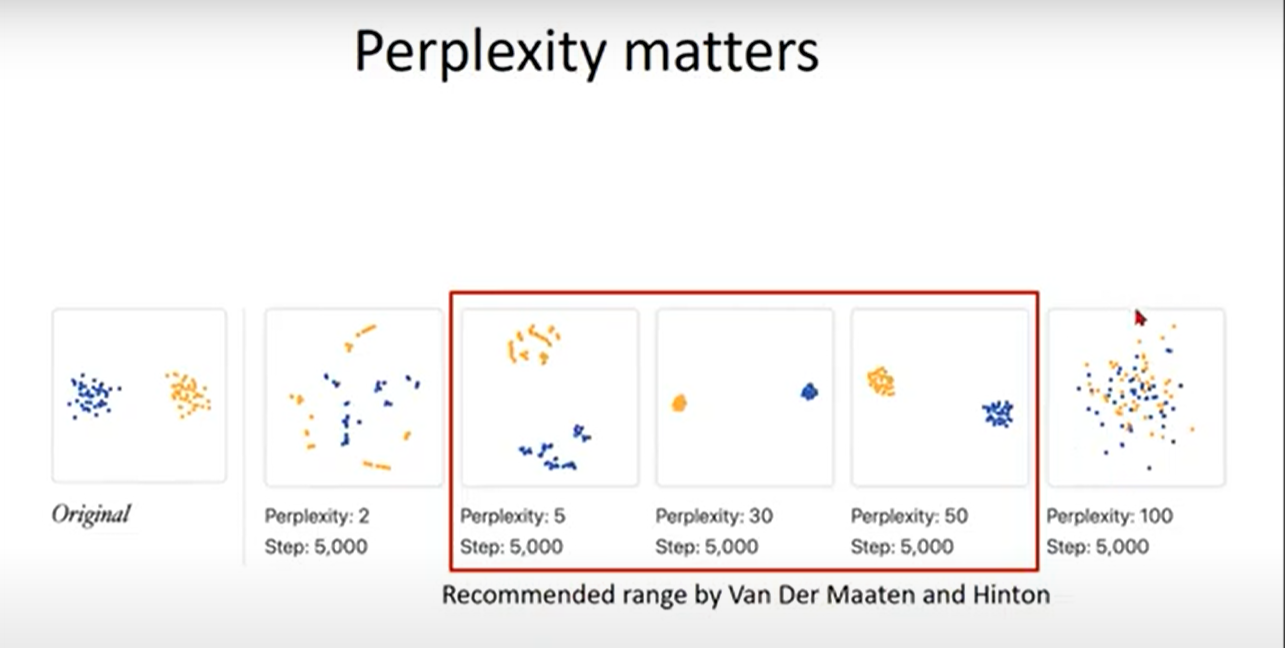 Perplexity matters
Original
Perplexity: 2
Step: 5,000
Perplexity: 5
Step: 5,000
Perplexity: 30
Step: 5,000
Perplexity: 50
Step: 5,000
Perplexity: 100
Step: 5,000
Recommended range by Van Der Maaten and Hinton